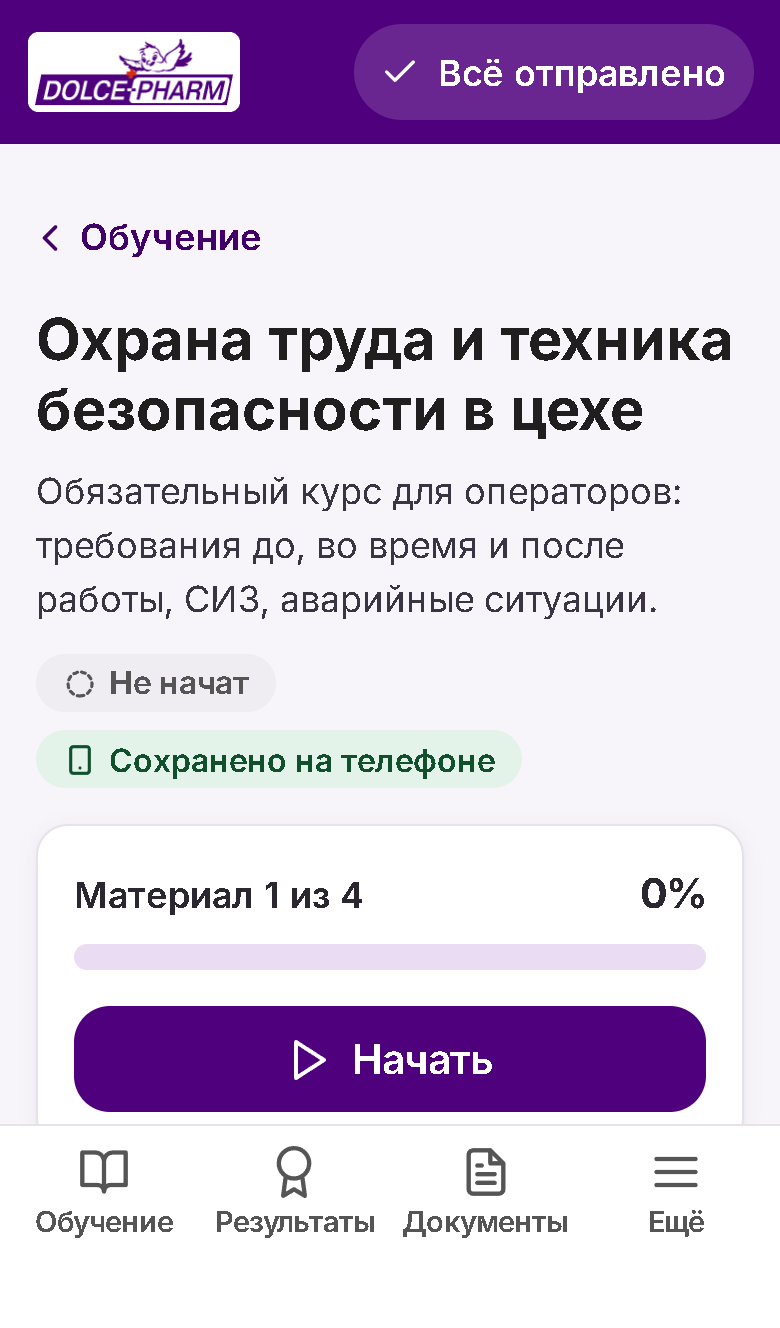 DOLCE-PHARM
Всё отправлено
Обучение
Охрана труда и техника
безопасности в цехе
Обязательный курс для операторов:
требования до, во время и после
работы, СИЗ, аварийные ситуации.
Не начат
Сохранено на телефоне
Материал 1 из 4
0%
Начать
Обучение
Результаты
Документы
Ещё